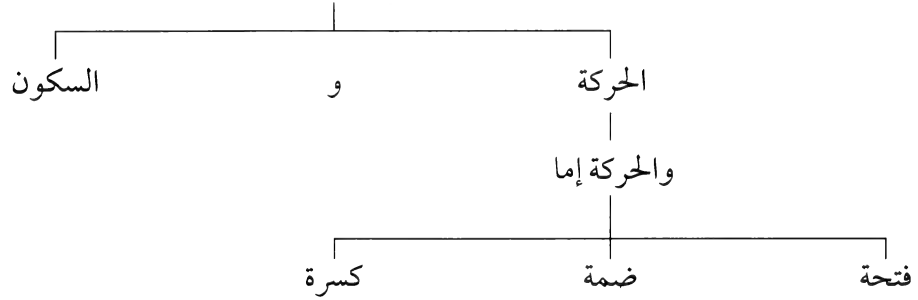 الحركة و السكون
والحركة إما
فتحة ضمة كسرة